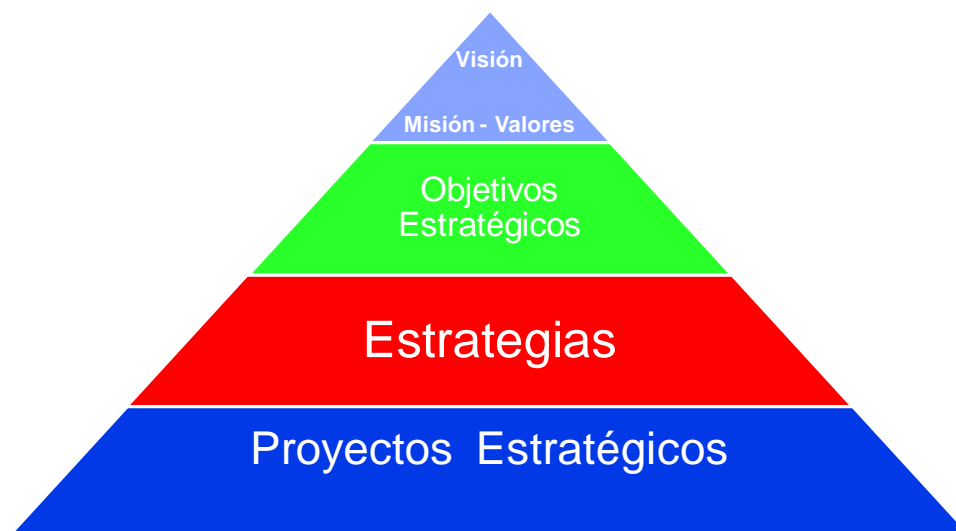 Visión
Misión - Valores
Objetivos
Estratégicos
Estrategias
Proyectos Estratégicos